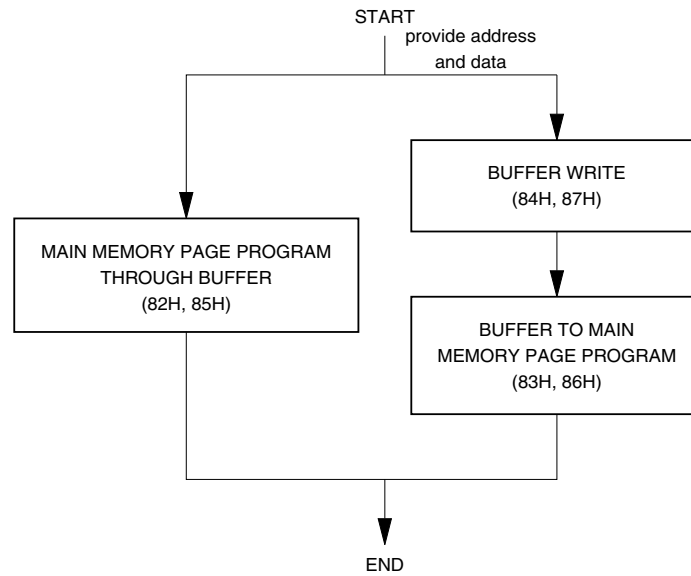 START
provide address
and data
BUFFER WRITE
(84H, 87H)
MAIN MEMORY PAGE PROGRAM
THROUGH BUFFER
(82H, 85H)
BUFFER TO MAIN
MEMORY PAGE PROGRAM
(83H, 86H)
END